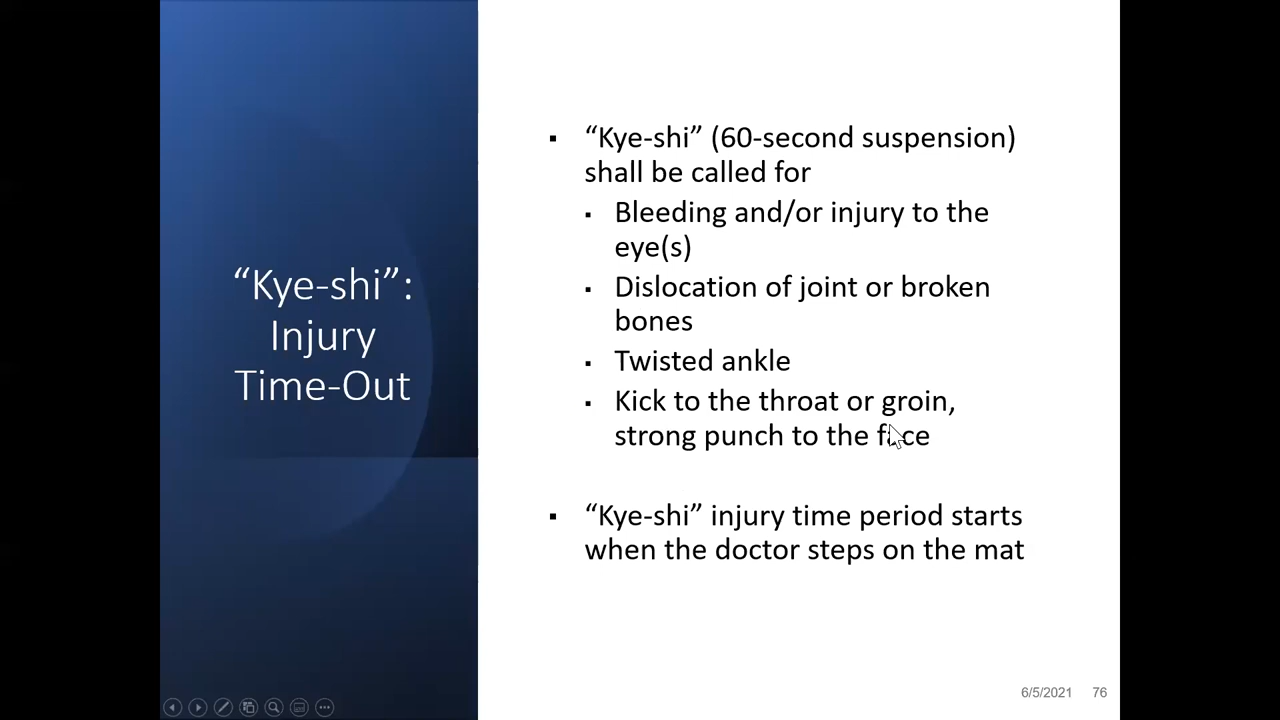 “Kye-shi”:
Injury
Time-Out
▪ “Kye-shi” (60-second suspension)
shall be called for
▪ Bleeding and/or injury to the
eye(s)
▪ Dislocation of joint or broken
bones
▪ Twisted ankle
▪ Kick to the throat or groin,
strong punch to the face
▪ “Kye-shi” injury time period starts
when the doctor steps on the mat
6/5/2021 76